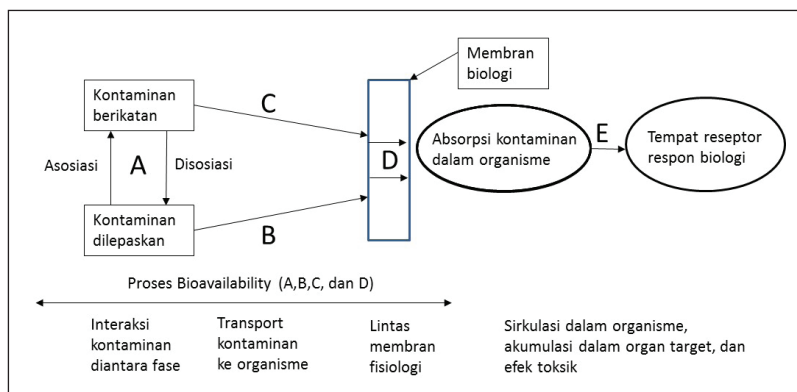 Membran
biologi
Kontaminan
berikatan
C
Asosiasi
A
Disosiasi
D
Absorpsi kontaminan
dalam organisme
E
Tempat reseptor
respon biologi
Kontaminan
dilepaskan
B
Proses Bioavailability (A,B,C, dan D)
Interaksi
kontaminan
diantara fase
Transport
kontaminan
ke organisme
Lintas
membran
fisiologi
Sirkulasi dalam organisme,
akumulasi dalam organ target, dan
efek toksik